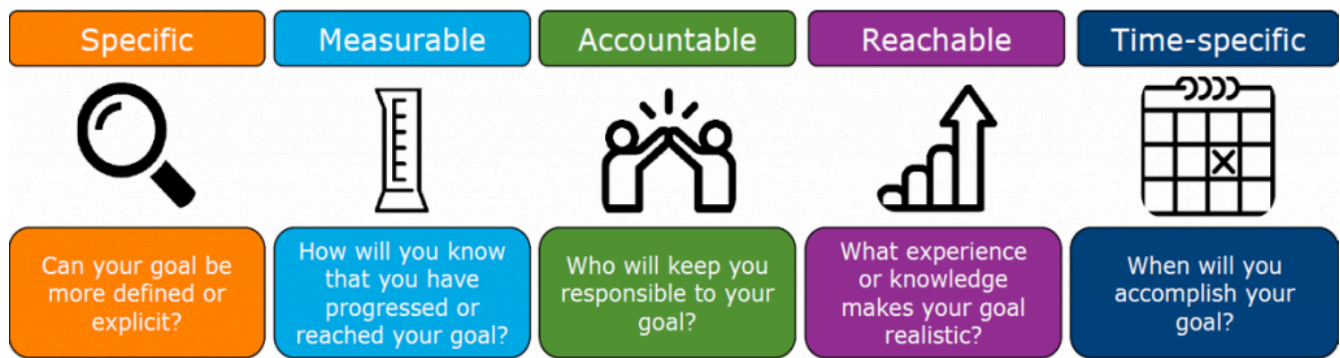 Specific
Measurable
Accountable
Reachable
Time-specific
Can your goal be
more defined or
explicit?
How will you know
that you have
progressed or
reached your goal?
Who will keep you
responsible to your
goal?
What experience
or knowledge
makes your goal
realistic?
When will you
accomplish your
goal?